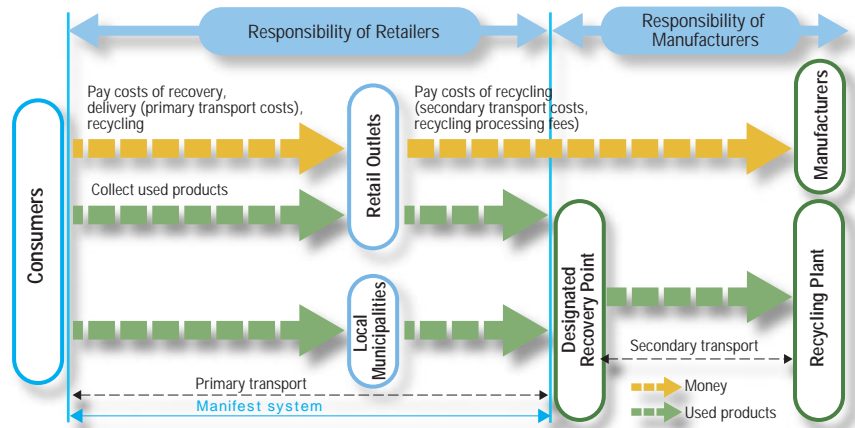 Responsibility of Retailers
Responsibility of
Manufacturers
Pay costs of recovery,
delivery (primary transport costs),
recycling
Pay costs of recycling
(secondary transport costs,
recycling processing fees)
Consumers
Retail Outlets
Manufacturers
Collect used products
Local
Municipalities
Designated
Recovery Point
Recycling Plant
Secondary transport
Primary transport
Manifest system
Money
Used products